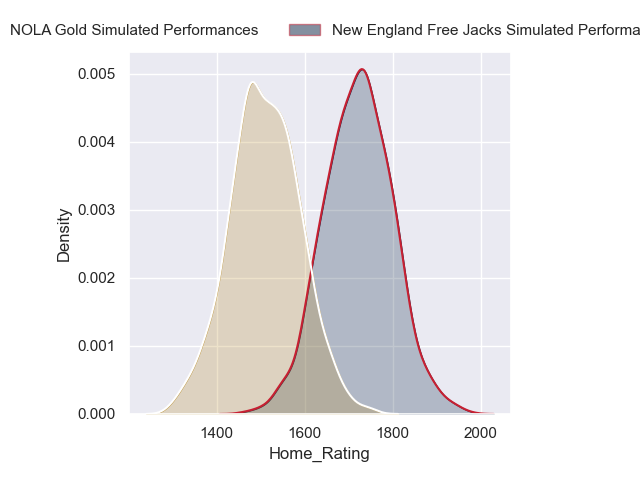 NOLA Gold Simulated Performances New England Free Jacks Simulated Performa
0.005
0.004
0.003
0.002
0.001
0.000
Density
1400 1600 1800 2000
Home_Rating